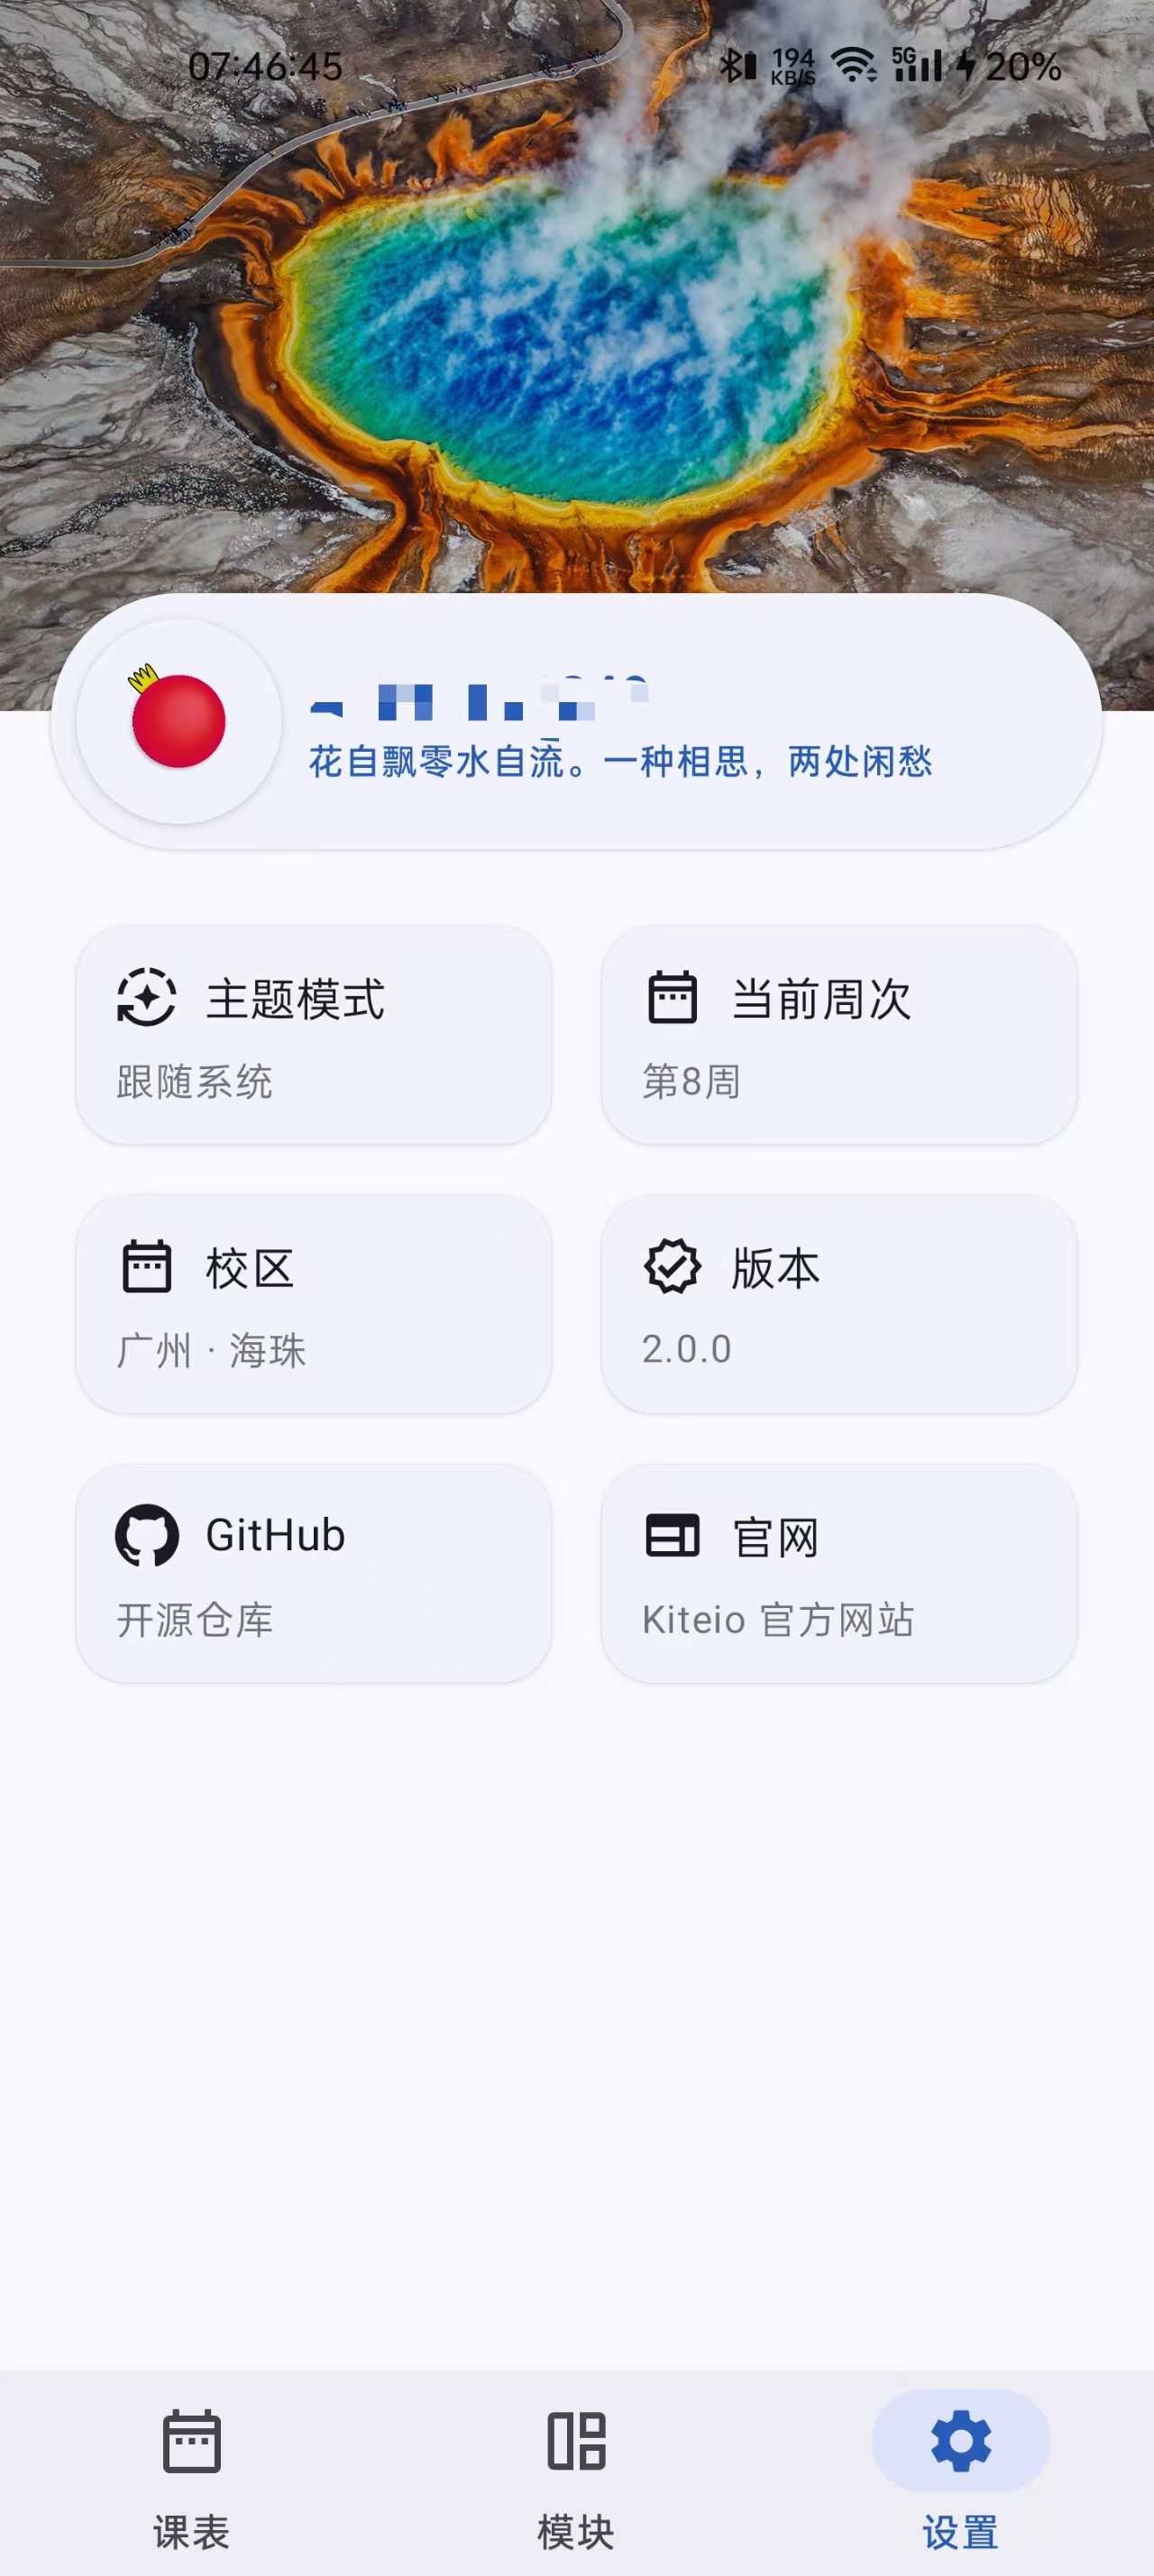 07:46:45
194 KB/S 5G 20%
花自飘零水自流。一种相思，两处闲愁
主题模式
跟随系统
当前周次
第8周
校区
广州 · 海珠
版本
2.0.0
GitHub
开源仓库
官网
Kiteio 官方网站
课表
模块
设置